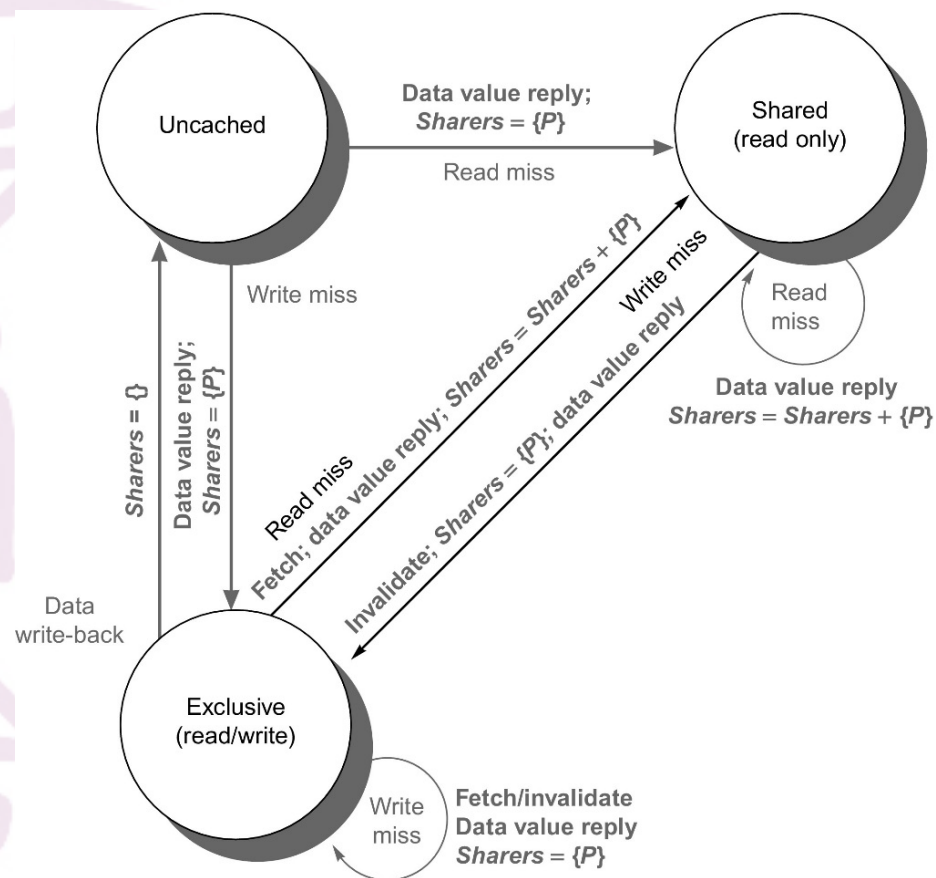 Uncached
Data value reply;
Sharers = {P}
Read miss
Shared
(read only)
Write miss
Sharers = {}
Data value reply;
Sharers = {P}
Read miss
Fetch; data value reply; Sharers = Sharers + {P}
Write miss
Invalidate; Sharers = {P}; data value reply
Read
miss
Data value reply
Sharers = Sharers + {P}
Data
write-back
Exclusive
(read/write)
Write
miss
Fetch/invalidate
Data value reply
Sharers = {P}